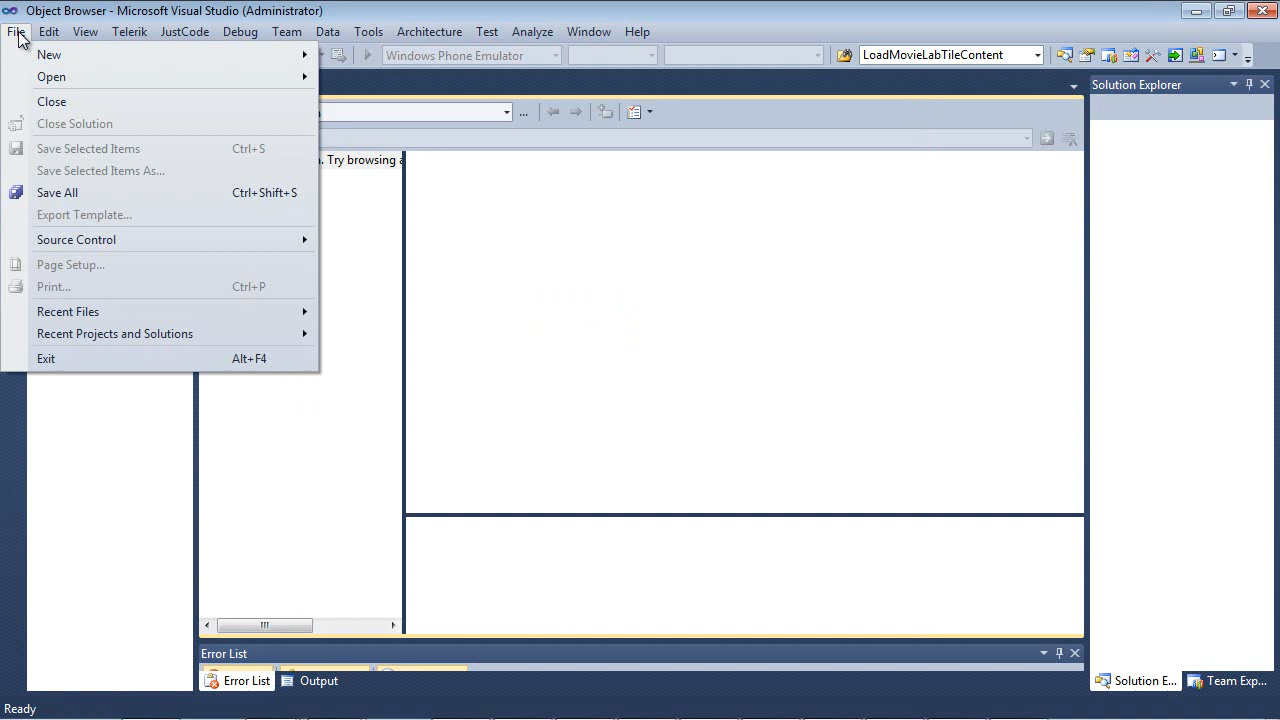 Object Browser - Microsoft Visual Studio (Administrator)
File Edit View Telerik JustCode Debug Team Data Tools Architecture Test Analyze Window Help
New
Windows Phone Emulator
LoadMovieLabTileContent
Open
Solution Explorer
Close
...
Close Solution
Save Selected Items Ctrl+S
. Try browsing a
Save Selected Items As...
Save All Ctrl+Shift+S
Export Template...
Source Control
Page Setup...
Print... Ctrl+P
Recent Files
Recent Projects and Solutions
Exit Alt+F4
Error List
Error List Output
Solution E... Team Exp...
Ready